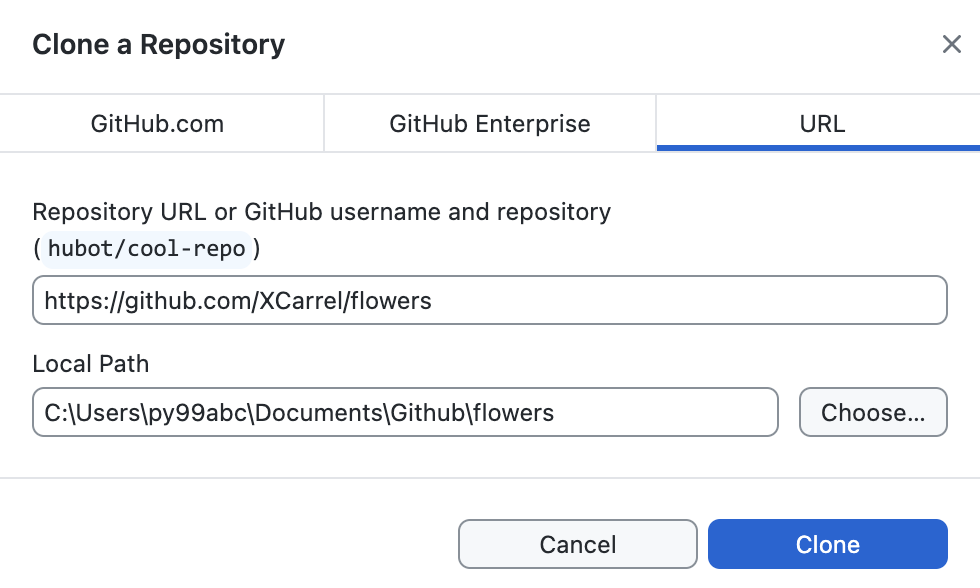 Clone a Repository
GitHub.com
GitHub Enterprise
URL
Repository URL or GitHub username and repository
(hubot/cool-repo)
https://github.com/XCarrel/flowers
Local Path
C:\Users\py99abc\Documents\Github\flowers
Choose...
Cancel
Clone